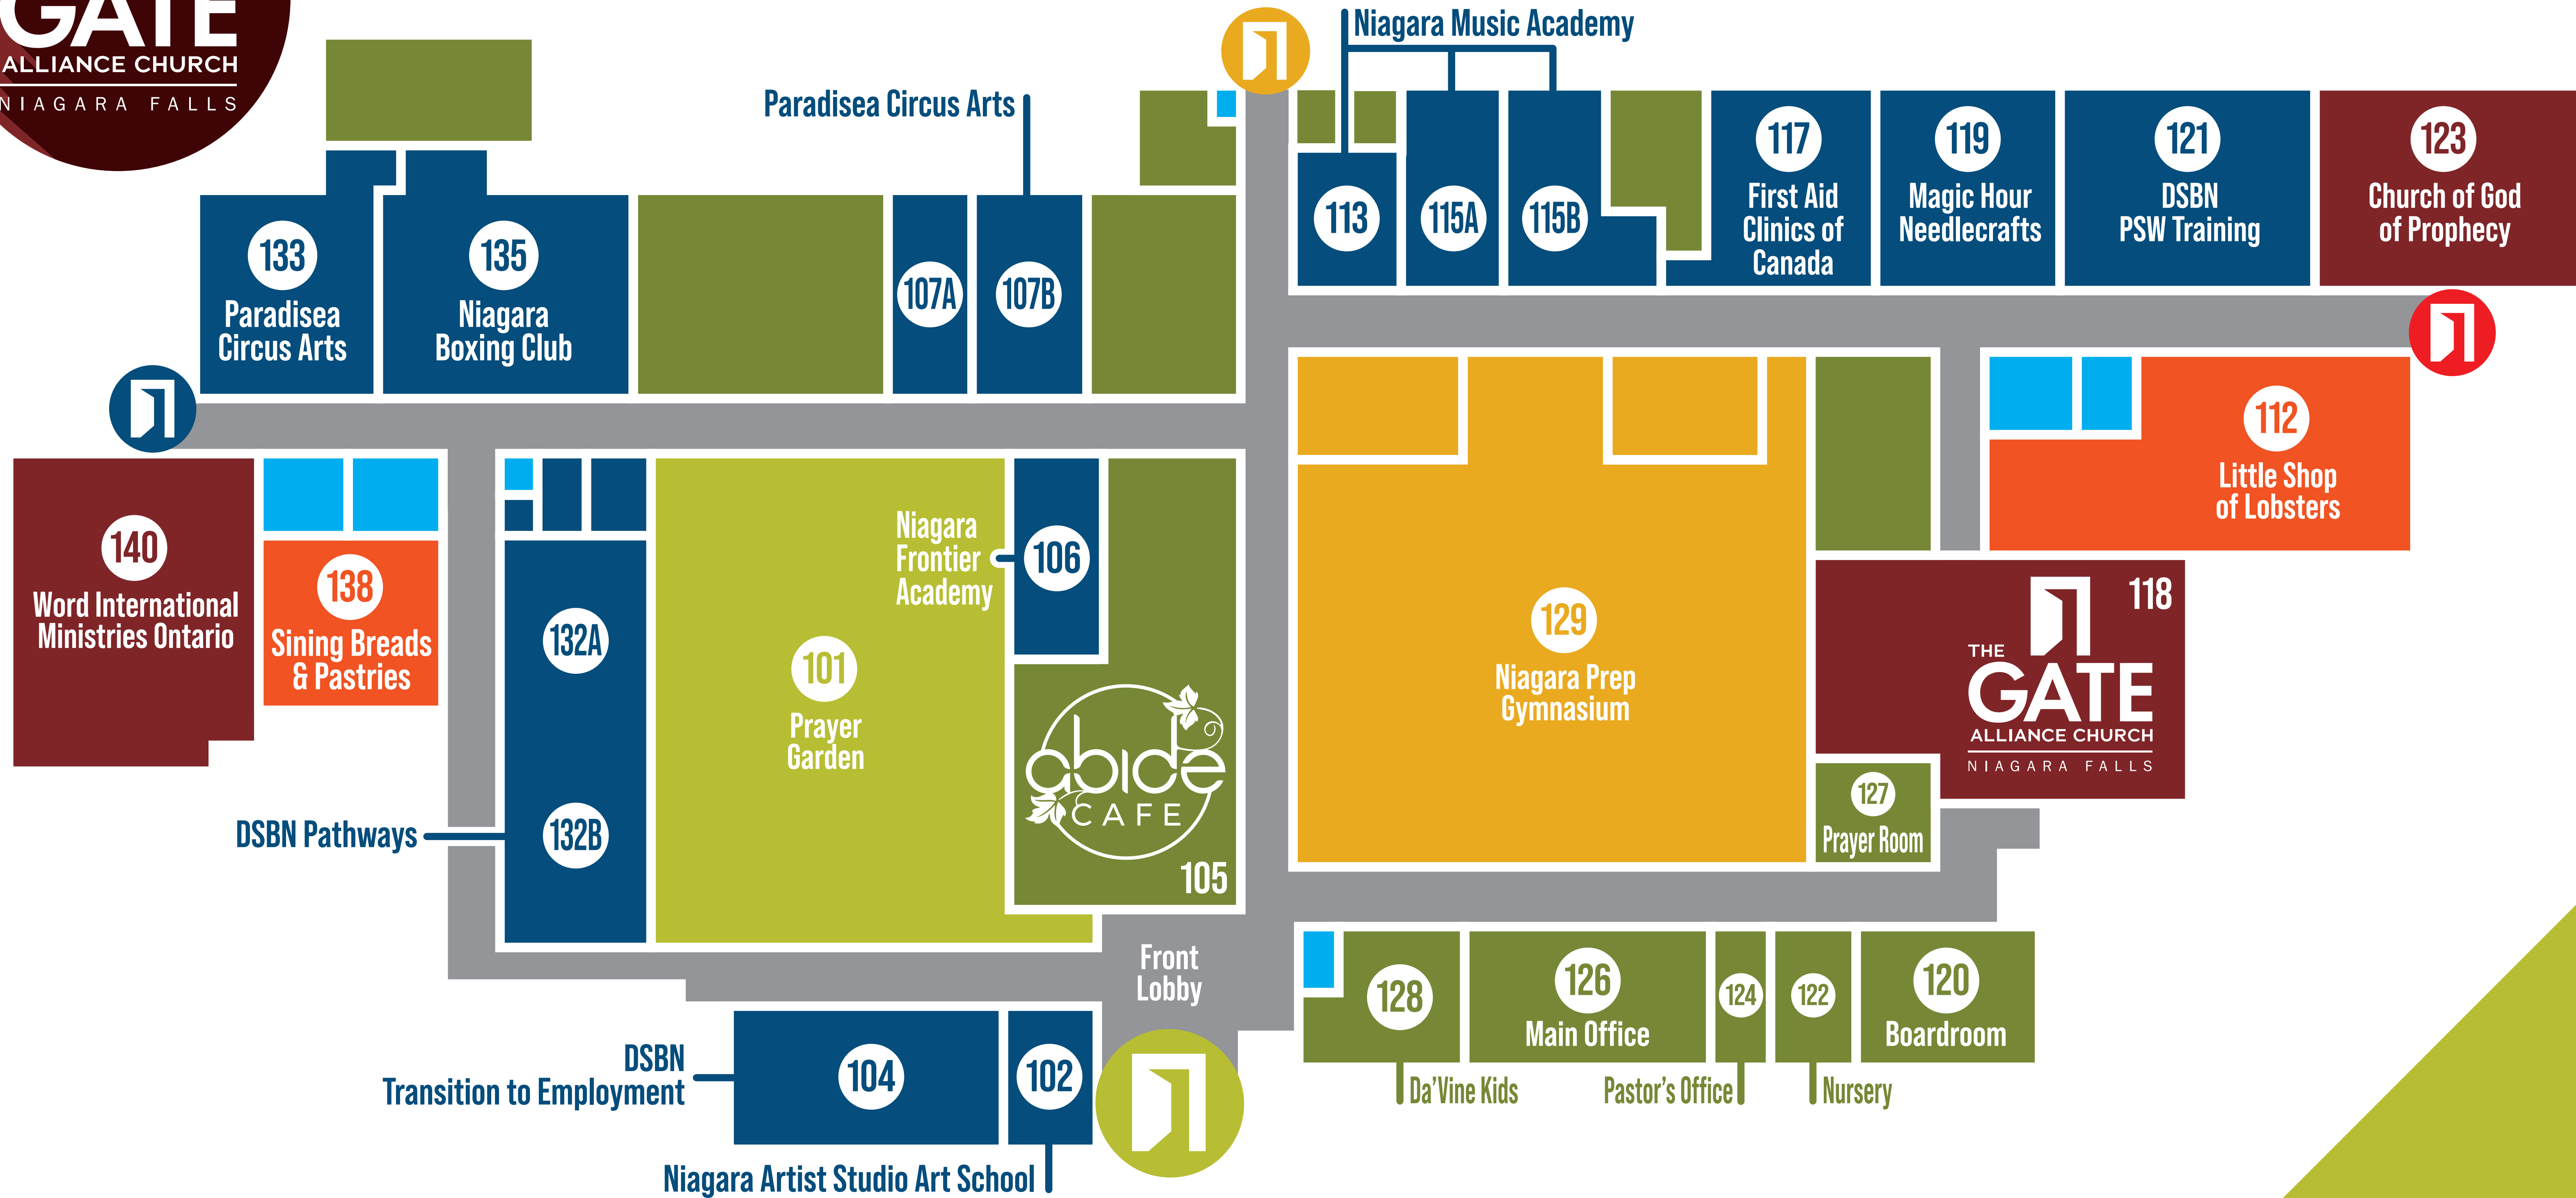 GATE
ALLIANCE CHURCH
NIAGARA FALLS
Niagara Music Academy
Paradisea Circus Arts
133
Paradisea
Circus Arts
135
Niagara
Boxing Club
107A
107B
113
115A
115B
117
First Aid
Clinics of
Canada
119
Magic Hour
Needlecrafts
121
DSBN
PSW Training
123
Church of God
of Prophecy
140
Word International
Ministries Ontario
138
Sining Breads
& Pastries
132A
132B
DSBN Pathways
101
Prayer
Garden
Niagara
Frontier
Academy
106
abide
CAFE
105
129
Niagara Prep
Gymnasium
112
Little Shop
of Lobsters
118
THE
GATE
ALLIANCE CHURCH
NIAGARA FALLS
127
Prayer Room
Front
Lobby
128
Da'Vine Kids
126
Main Office
124
Pastor's Office
122
Nursery
120
Boardroom
DSBN
Transition to Employment
104
102
Niagara Artist Studio Art School